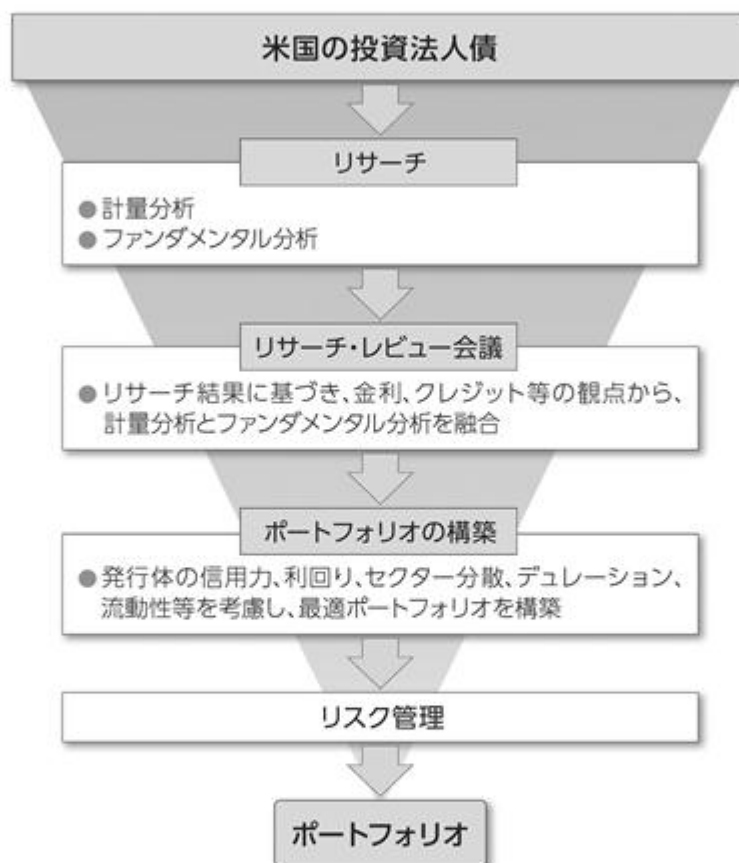 米国の投資法人債
リサーチ
●計量分析
●ファンダメンタル分析
リサーチ・レビュー会議
●リサーチ結果に基づき、金利、クレジット等の観点から、
計量分析とファンダメンタル分析を融合
ポートフォリオの構築
●発行体の信用力、利回り、セクター分散、デュレーション、
流動性等を考慮し、最適ポートフォリオを構築
リスク管理
ポートフォリオ